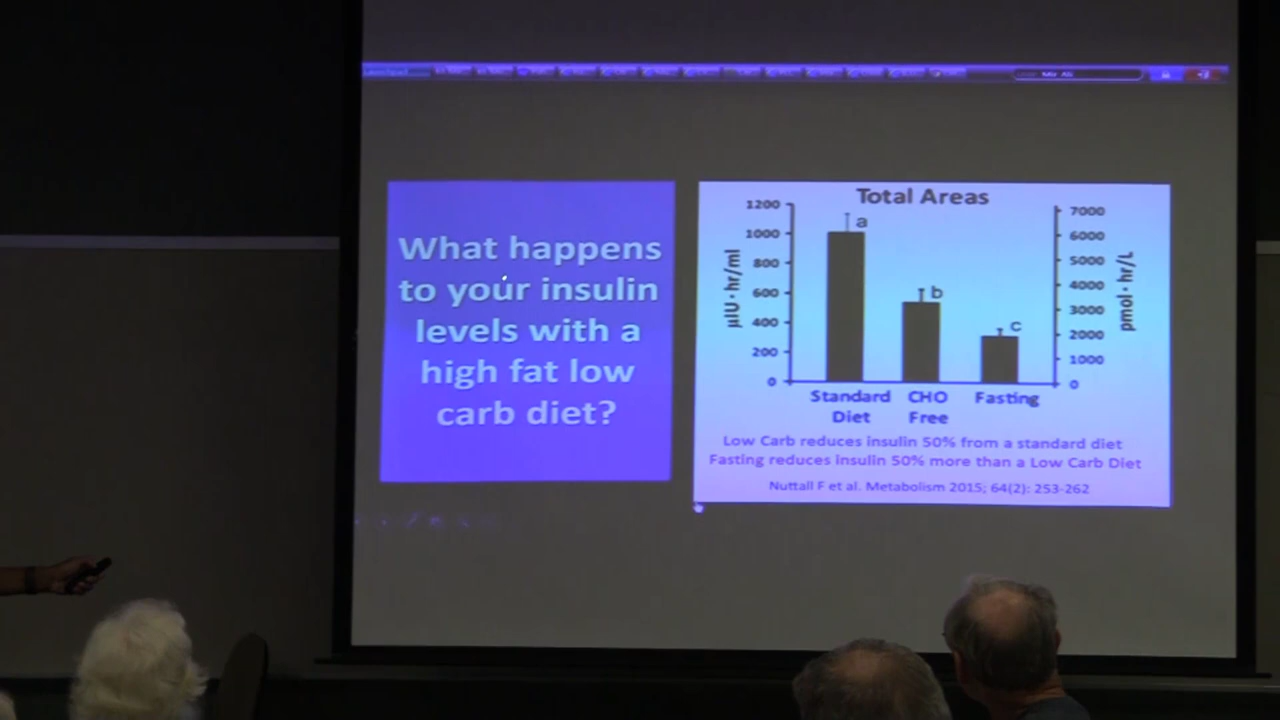 What happens
to your insulin
levels with a
high fat low
carb diet?
Total Areas
1200
1000
800
600
400
200
0
µIU·hr/ml
a
b
c
7000
6000
5000
4000
3000
2000
1000
0
pmol·hr/L
Standard Diet
CHO Free
Fasting
Low Carb reduces insulin 50% from a standard diet
Fasting reduces insulin 50% more than a Low Carb Diet
Nuttall F et al. Metabolism 2015; 64(2): 253-262